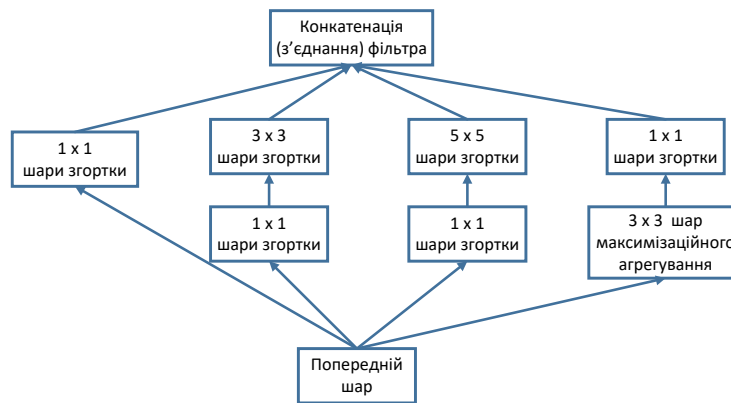 Конкатенація
(з’єднання) фільтра
1 x 1
шари згортки
3 x 3
шари згортки
5 x 5
шари згортки
1 x 1
шари згортки
1 x 1
шари згортки
1 x 1
шари згортки
3 x 3 шар
максимізаційного
агрегування
Попередній
шар